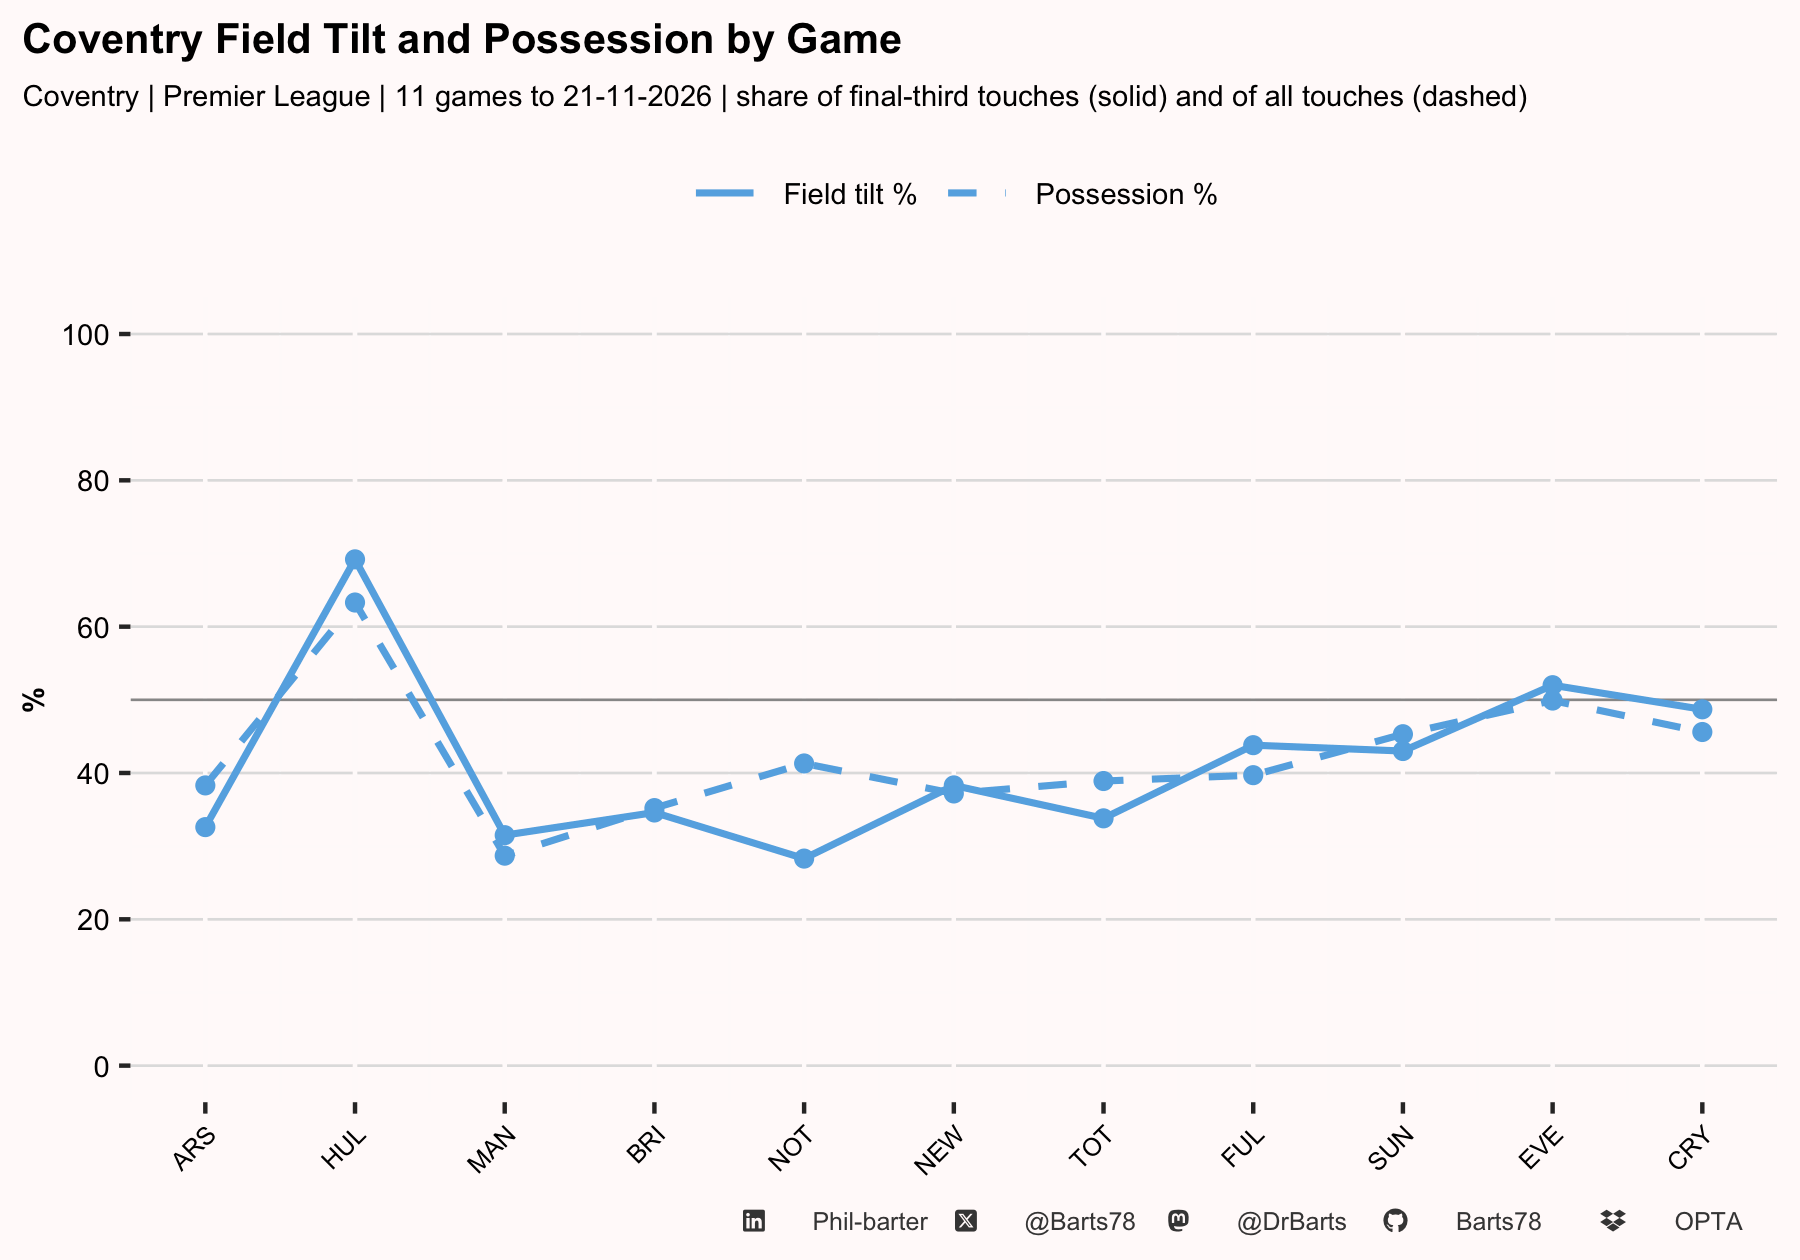 Coventry Field Tilt and Possession by Game
Coventry | Premier League | 11 games to 21-11-2026 | share of final-third touches (solid) and of all touches (dashed)
Field tilt % Possession %
100
80
60
40
20
0
%
ARS HUL MAN BRI NOT NEW TOT FUL SUN EVE CRY
Phil-barter @Barts78 @DrBarts Barts78 OPTA